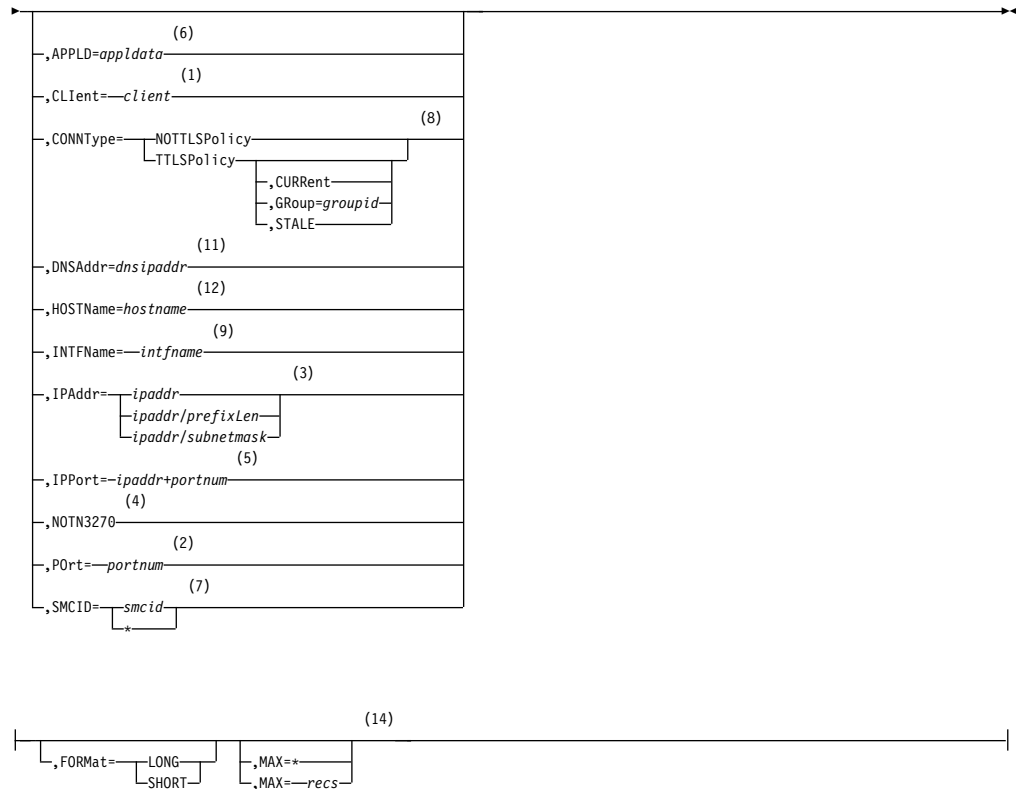 (6)
,APPLD=appldata
(1)
,CLIent=client
(8)
,CONNType= NOTTLSPolicy
TTLSPolicy
,CURRent
,GRoup=groupid
,STALE
(11)
,DNSAddr=dnsipaddr
(12)
,HOSTName=hostname
(9)
,INTFName=intfname
(3)
,IPAddr= ipaddr
ipaddr/prefixLen
ipaddr/subnetmask
(5)
,IPPort=ipaddr+portnum
(4)
,NOTN3270
(2)
,POrt=portnum
(7)
,SMCID= smcid
*
(14)
,FORMat= LONG ,MAX=*
SHORT ,MAX=recs